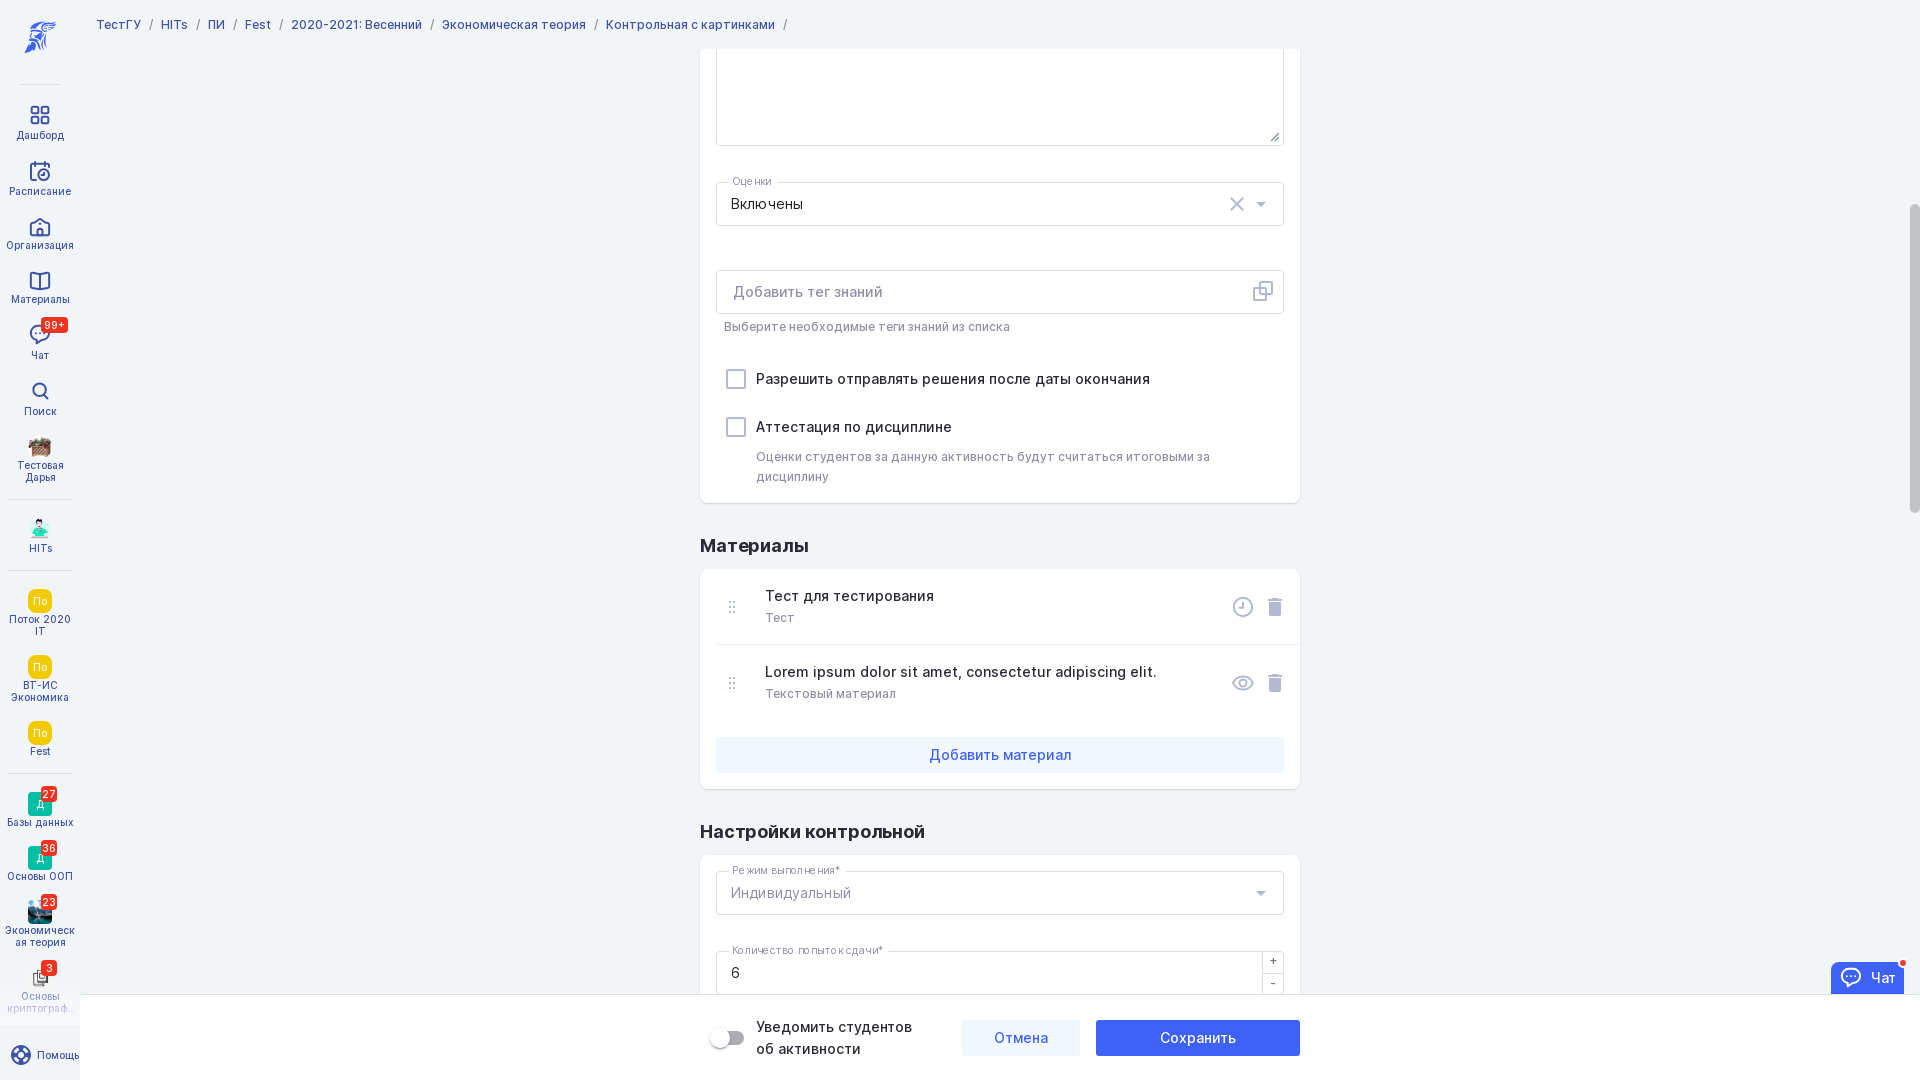 ТестГУ / HITs / ПИ / Fest / 2020-2021: Весенний / Экономическая теория / Контрольная с картинками /
Дашборд
Расписание
Организация
Материалы
99+
Чат
Поиск
Тестовая
Дарья
HITs
По
Поток 2020
IT
По
ВТ-ИС
Экономика
По
Fest
27
Д
Базы данных
36
Д
Основы ООП
23
Экономическ
ая теория
3
Основы
криптограф...
Помощь
Оценки
Включены
Добавить тег знаний
Выберите необходимые теги знаний из списка
Разрешить отправлять решения после даты окончания
Аттестация по дисциплине
Оценки студентов за данную активность будут считаться итоговыми за
дисциплину
Материалы
Тест для тестирования
Тест
Lorem ipsum dolor sit amet, consectetur adipiscing elit.
Текстовый материал
Добавить материал
Настройки контрольной
Режим выполнения*
Индивидуальный
Количество попыток сдачи*
6
+
-
Чат
Уведомить студентов
об активности
Отмена
Сохранить